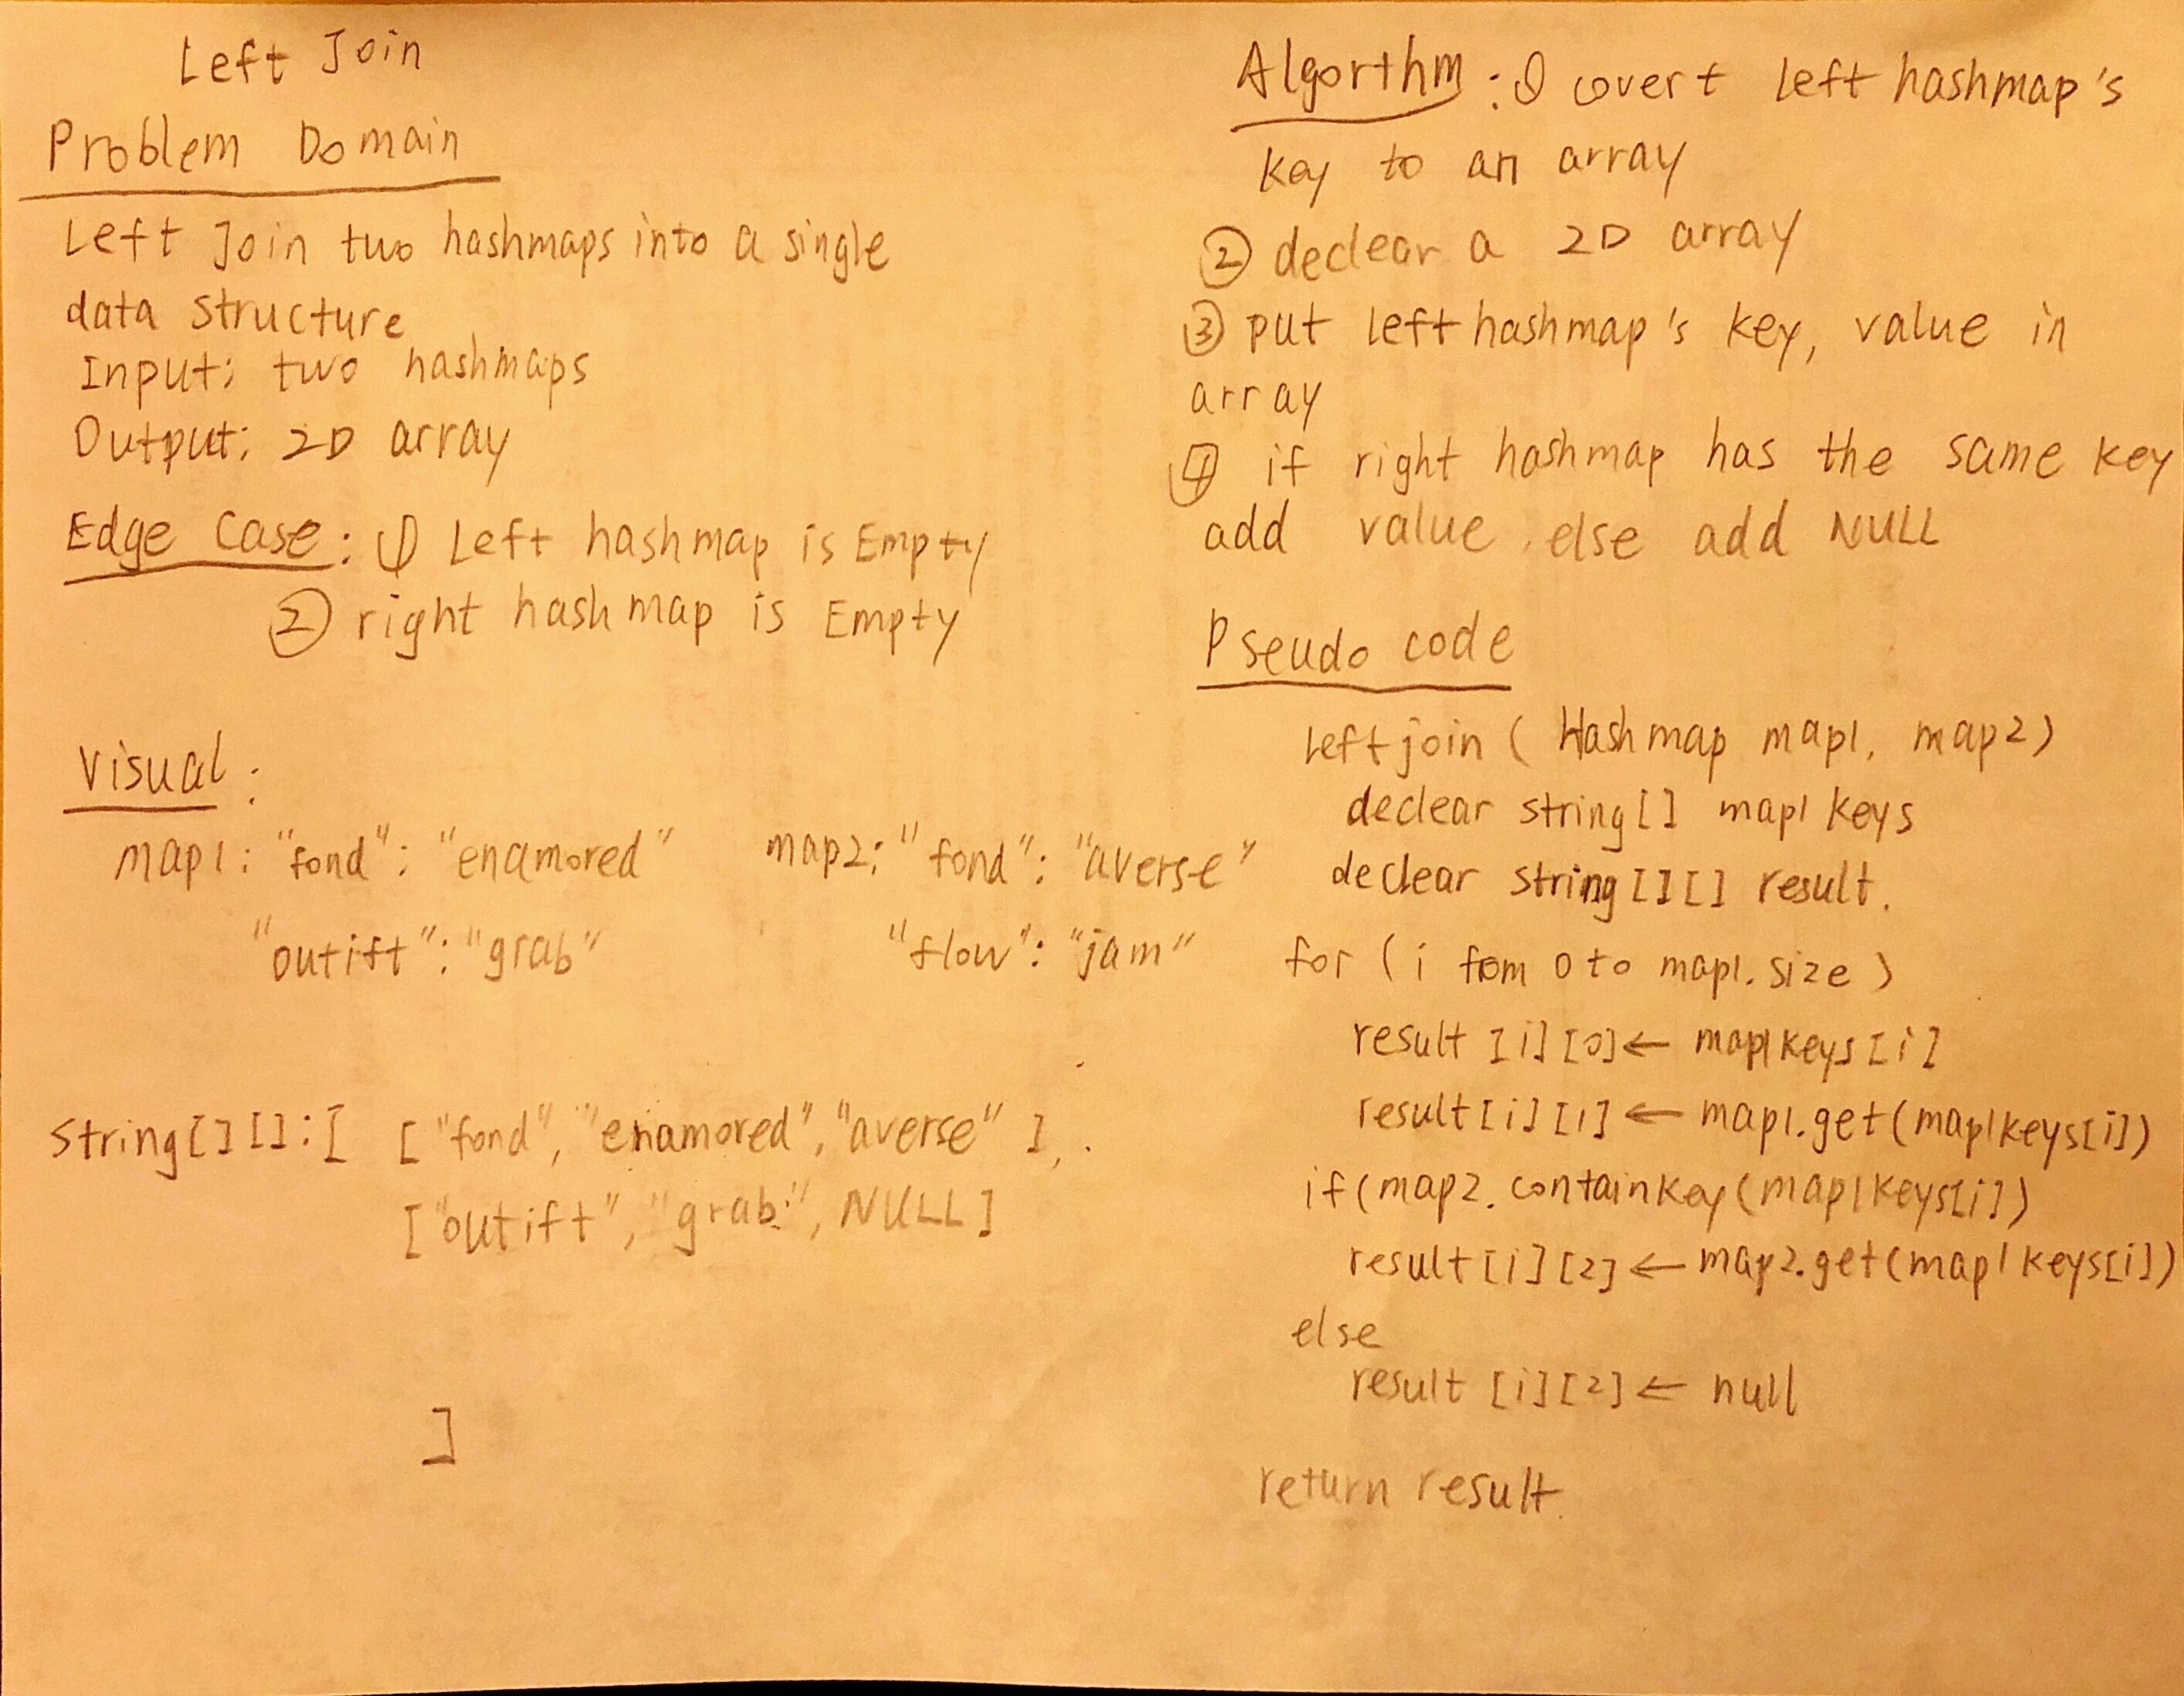 Left Join
Problem Domain
Left Join two hashmaps into a single
data structure
Input: two hashmaps
Output: 2D array
Edge Case: ① Left hashmap is Empty
② right hashmap is Empty
Visual:
map1: "fond": "enamored" map2: "fond": "averse"
"outift": "grab" "flow": "jam"
String[][]: [ ["fond", "enamored", "averse"],
["outift", "grab", NULL]
]
Algorthm: ① covert left hashmap's
key to an array
② declear a 2D array
③ put left hashmap's key, value in
array
④ if right hashmap has the same key
add value, else add NULL
Pseudo code
left join ( Hashmap map1, map2)
declear string[] map1 keys
declear string[][] result.
for (i fom 0 to map1.size)
result [i][0] ← map1keys[i]
result[i][1] ← map1.get(map1keys[i])
if(map2.containkey(map1keys[i])
result[i][2] ← map2.get(map1keys[i])
else
result [i][2] ← null
return result.